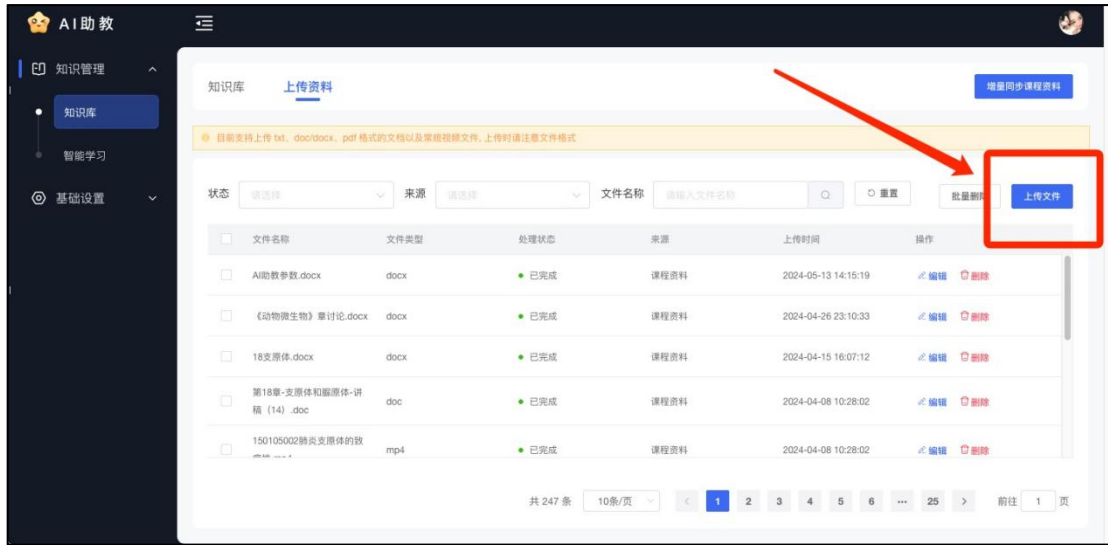 AI助教
知识管理
知识库
智能学习
基础设置
知识库 上传资料 增量同步课程资料
目前支持上传 txt、doc/docx、pdf 格式的文档以及常规视频文件, 上传时请注意文件格式
状态 请选择 来源 请选择 文件名称 请输入文件名称 重置 批量删除 上传文件
文件名称 文件类型 处理状态 来源 上传时间 操作
AI助教参数.docx docx 已完成 课程资料 2024-05-13 14:15:19 编辑 删除
《动物微生物》章讨论.docx docx 已完成 课程资料 2024-04-26 23:10:33 编辑 删除
18支原体.docx docx 已完成 课程资料 2024-04-15 16:07:12 编辑 删除
第18章-支原体和脲原体-讲
稿（14）.doc doc 已完成 课程资料 2024-04-08 10:28:02 编辑 删除
150105002肺炎支原体的致
mp4 已完成 课程资料 2024-04-08 10:28:02 编辑 删除
共 247 条 10条/页 1 2 3 4 5 6 ••• 25 前往 1 页